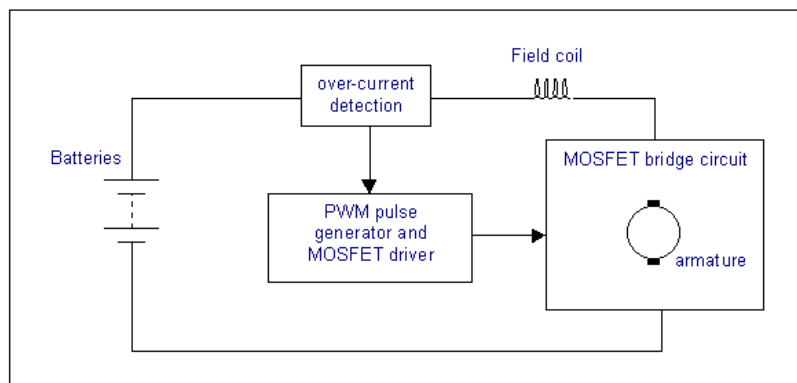 Field coil
over-current
detection
Batteries
MOSFET bridge circuit
PWM pulse
generator and
MOSFET driver
armature